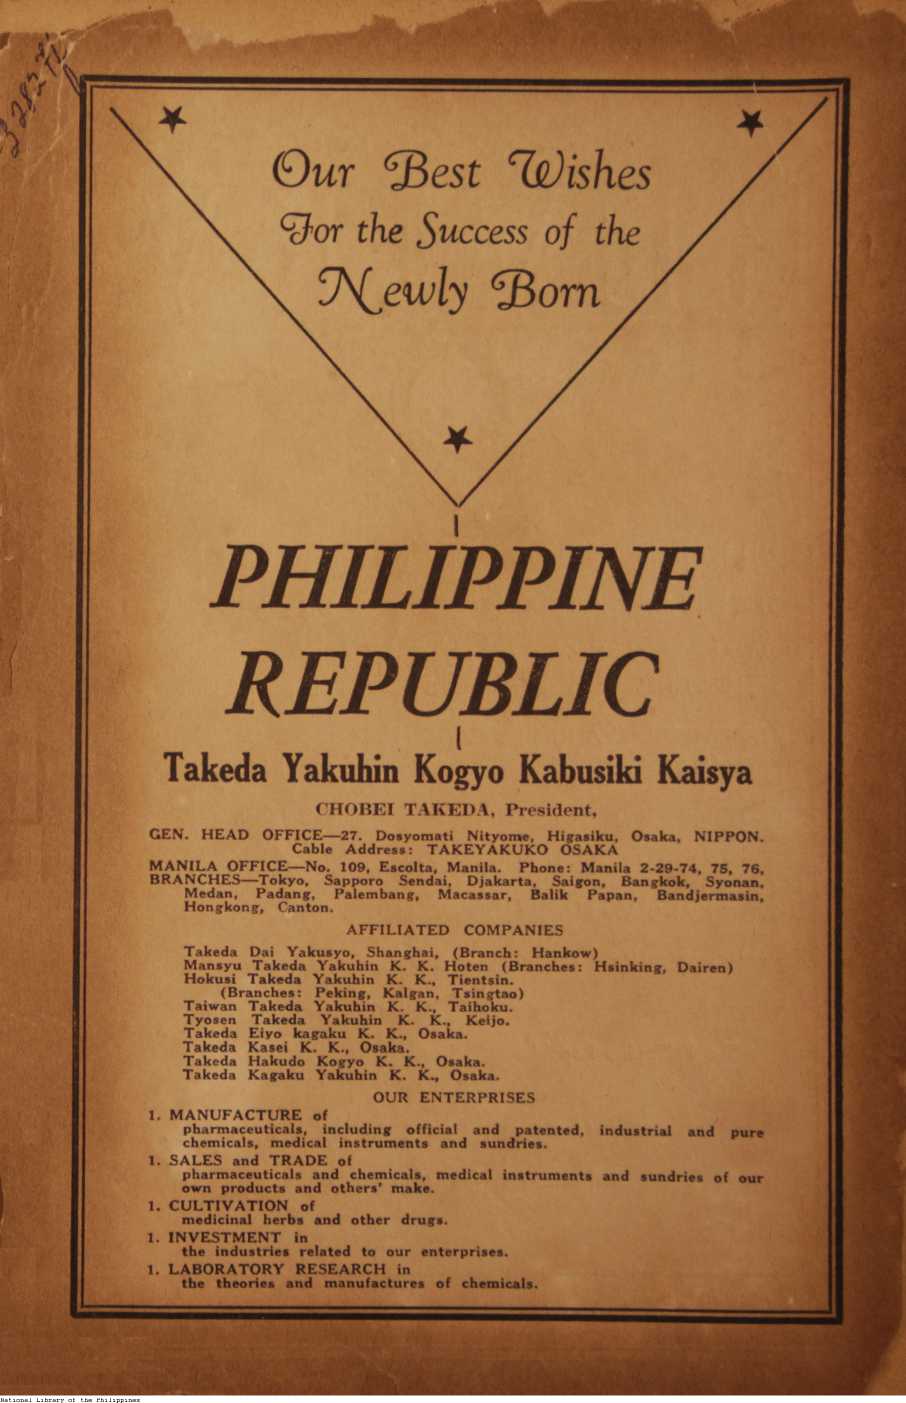 Our Best Wishes
For the Success of the
Newly Born
PHILIPPINE
REPUBLIC
Takeda Yakuhin Kogyo Kabusiki Kaisya
CHOBEI TAKEDA, President,
GEN. HEAD OFFICE—27. Dosyomati Nityome, Higasiku, Osaka, NIPPON.
Cable Address: TAKEYAKUKO OSAKA
MANILA OFFICE—No. 109, Escolta, Manila. Phone: Manila 2-29-74, 75, 76,
BRANCHES—Tokyo, Sapporo Sendai, Djakarta, Saigon, Bangkok, Syonan,
Medan, Padang, Palembang, Macassar, Balik Papan, Bandjermasin,
Hongkong, Canton.
AFFILIATED COMPANIES
Takeda Dai Yakusyo, Shanghai, (Branch: Hankow)
Mansyu Takeda Yakuhin K. K. Hoten (Branches: Hsinking, Dairen)
Hokusi Takeda Yakuhin K. K., Tientsin.
(Branches: Peking, Kalgan, Tsingtao)
Taiwan Takeda Yakuhin K. K., Taihoku.
Tyosen Takeda Yakuhin K. K., Keijo.
Takeda Eiyo kagaku K. K., Osaka.
Takeda Kasei K. K., Osaka.
Takeda Hakudo Kogyo K. K., Osaka.
Takeda Kagaku Yakuhin K. K., Osaka.
OUR ENTERPRISES
1. MANUFACTURE of
pharmaceuticals, including official and patented, industrial and pure
chemicals, medical instruments and sundries.
1. SALES and TRADE of
pharmaceuticals and chemicals, medical instruments and sundries of our
own products and others' make.
1. CULTIVATION of
medicinal herbs and other drugs.
1. INVESTMENT in
the industries related to our enterprises.
1. LABORATORY RESEARCH in
the theories and manufactures of chemicals.
National Library of the Philippines